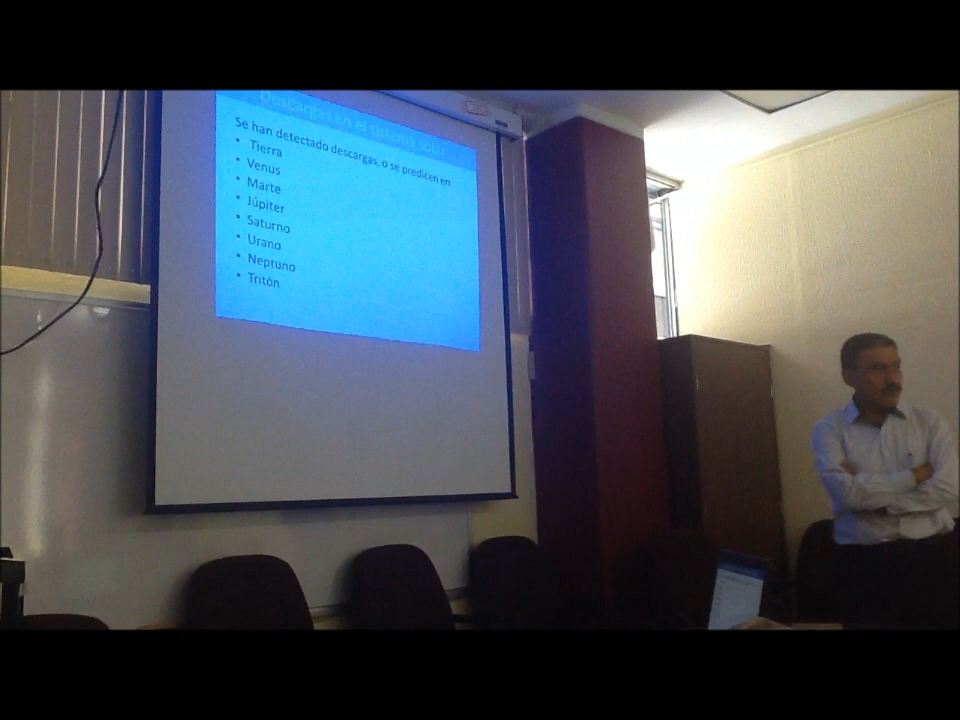 Descargas en el sistema solar
Se han detectado descargas, o se predicen en
• Tierra
• Venus
• Marte
• Júpiter
• Saturno
• Urano
• Neptuno
• Tritón